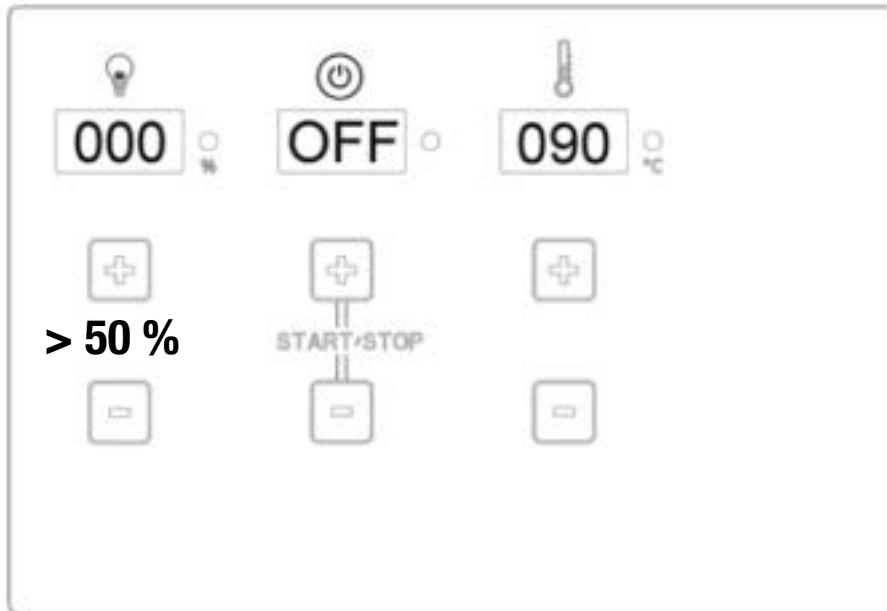 000 % OFF 090 °C
+ + +
> 50 % START/STOP
- - -